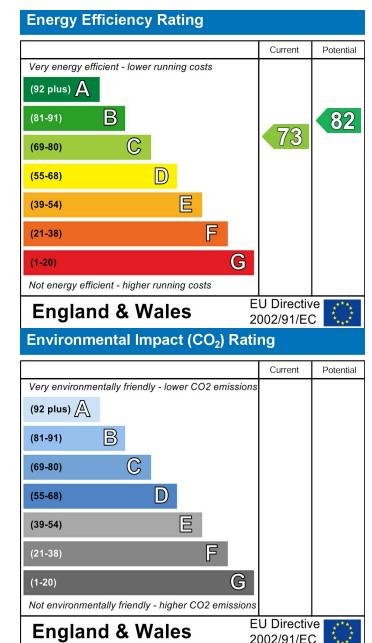 Energy Efficiency Rating
Current Potential
Very energy efficient - lower running costs
(92 plus) A
(81-91) B
(69-80) C
(55-68) D
(39-54) E
(21-38) F
(1-20) G
73
82
Not energy efficient - higher running costs
England & Wales
EU Directive
2002/91/EC
Environmental Impact (CO₂) Rating
Current Potential
Very environmentally friendly - lower CO2 emissions
(92 plus) A
(81-91) B
(69-80) C
(55-68) D
(39-54) E
(21-38) F
(1-20) G
Not environmentally friendly - higher CO2 emissions
England & Wales
EU Directive
2002/91/EC